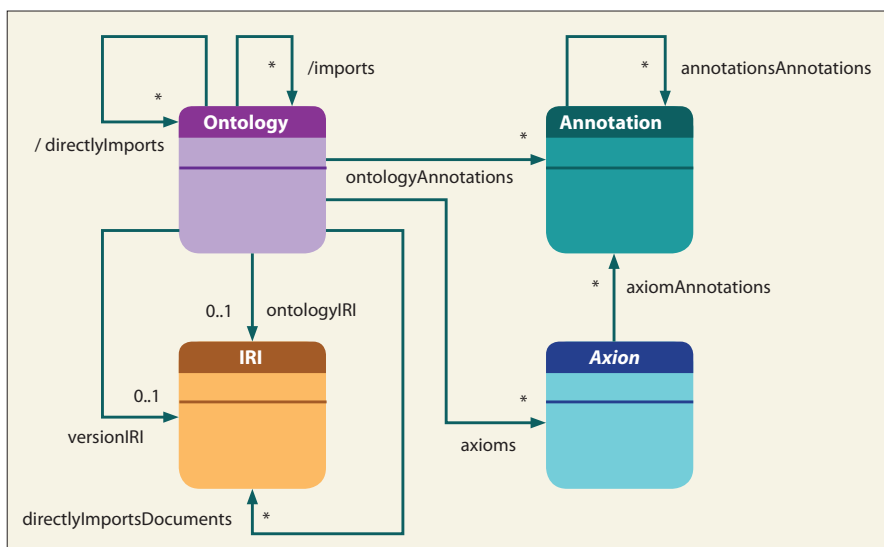 * /imports
* annotationsAnnotations
*
Ontology
Annotation
/ directlyImports
*
ontologyAnnotations
* axiomAnnotations
0..1 ontologyIRI
IRI
Axion
0..1
*
versionIRI
axioms
directlyImportsDocuments *